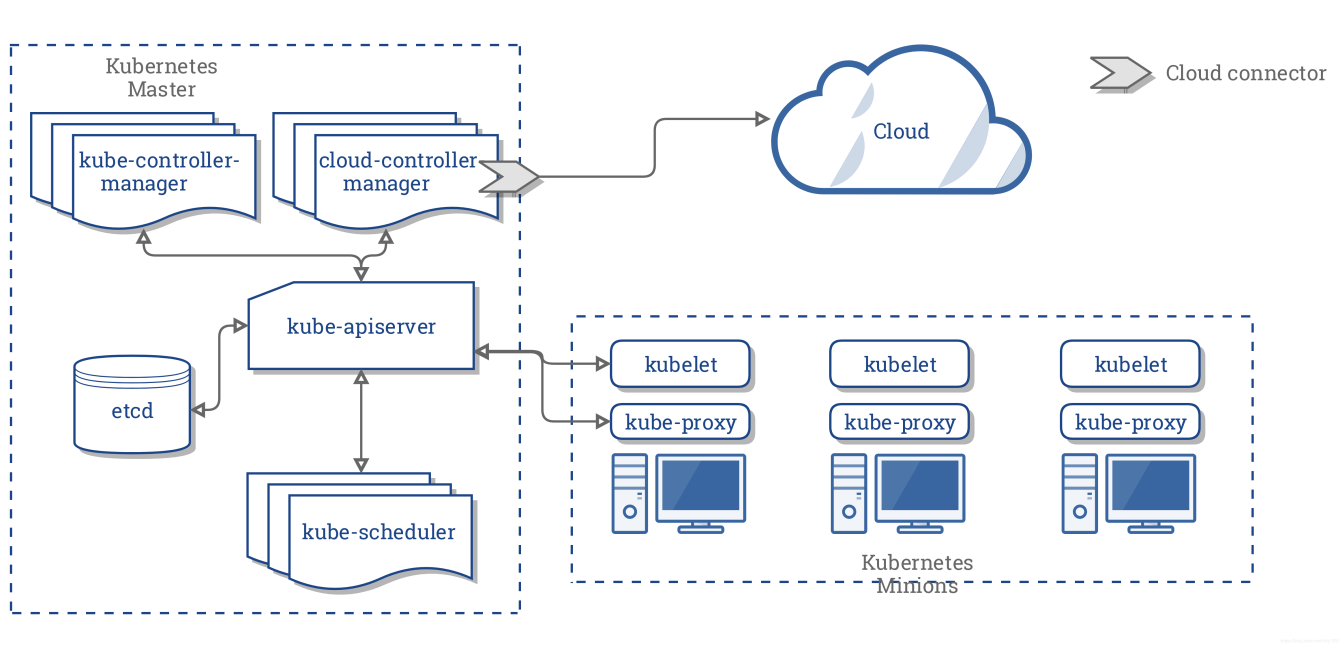 Kubernetes
Master
kube-controller-
manager
cloud-controller
manager
Cloud
Cloud connector
kube-apiserver
etcd
kube-scheduler
kubelet
kubelet
kubelet
kube-proxy
kube-proxy
kube-proxy
Kubernetes
Minions